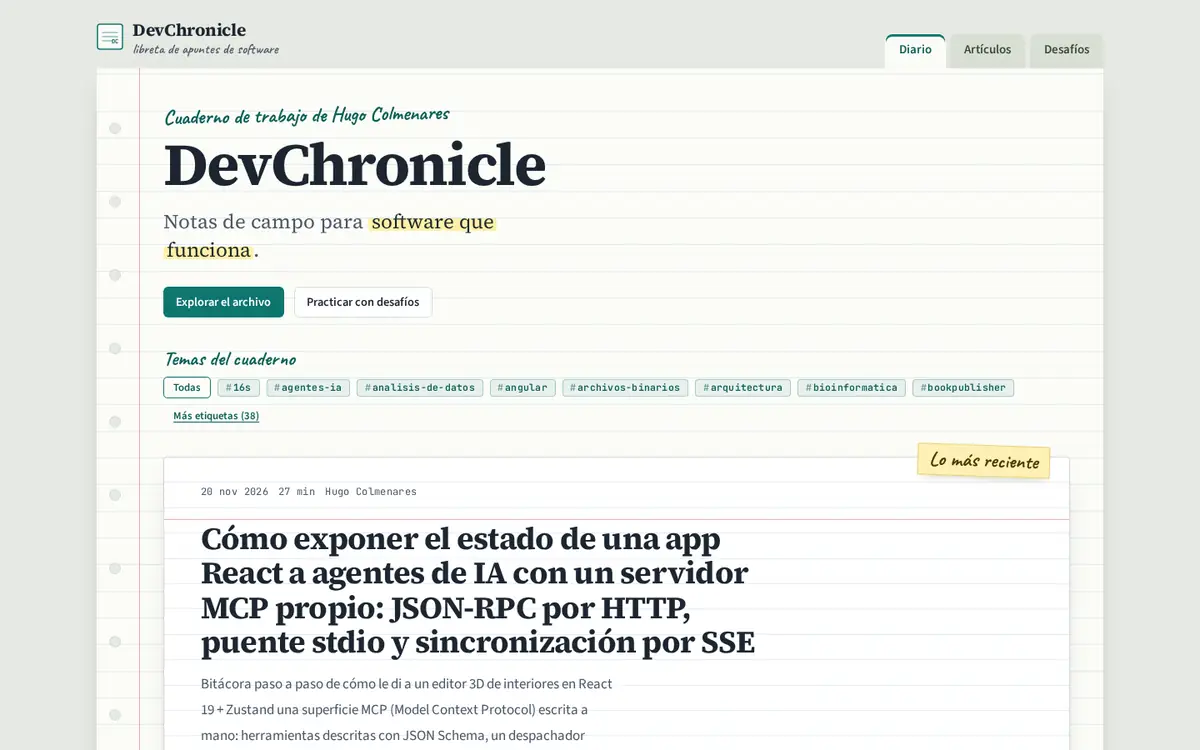 DevChronicle
libreta de apuntes de software
Diario
Artículos
Desafíos
Cuaderno de trabajo de Hugo Colmenares
DevChronicle
Notas de campo para software que
funciona.
Explorar el archivo
Practicar con desafíos
Temas del cuaderno
Todas
#16s
#agentes-ia
#analisis-de-datos
#angular
#archivos-binarios
#arquitectura
#bioinformatica
#bookpublisher
Más etiquetas (38)
Lo más reciente
20 nov 2026 27 min Hugo Colmenares
Cómo exponer el estado de una app
React a agentes de IA con un servidor
MCP propio: JSON-RPC por HTTP,
puente stdio y sincronización por SSE
Bitácora paso a paso de cómo le di a un editor 3D de interiores en React
19 + Zustand una superficie MCP (Model Context Protocol) escrita a
mano: herramientas descritas con JSON Schema, un despachador